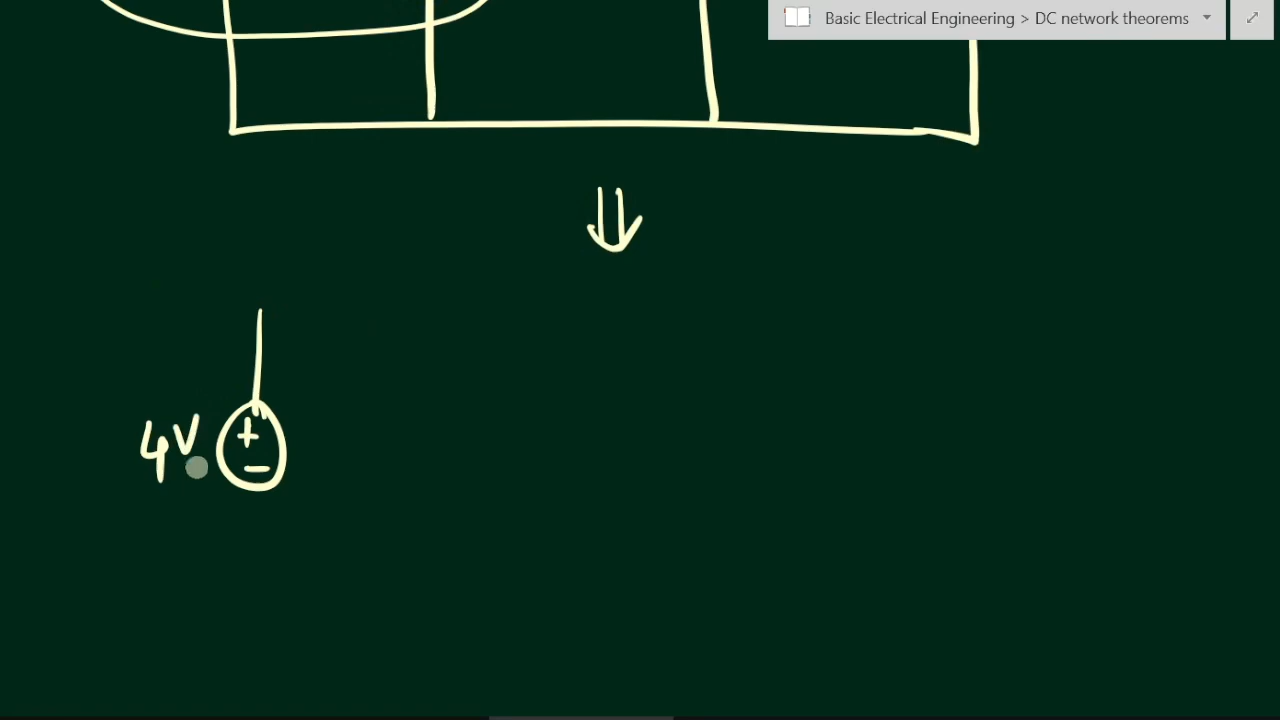 Basic Electrical Engineering > DC network theorems
4V
+
−